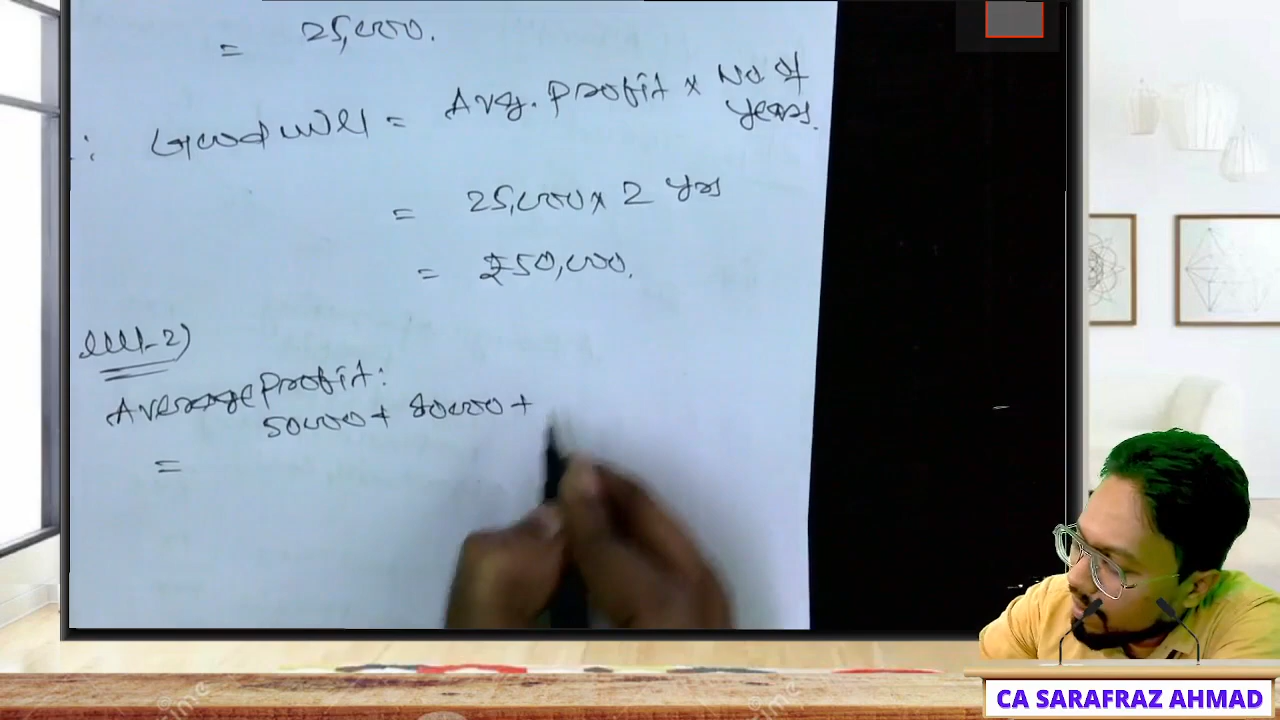 = 25,000.
∴ Goodwill = Avg. profit × No of
years.
= 25,000 × 2 yrs
= ₹50,000.
Ill-2)
Average Profit:
= 50000 + 80000 +
CA SARAFRAZ AHMAD